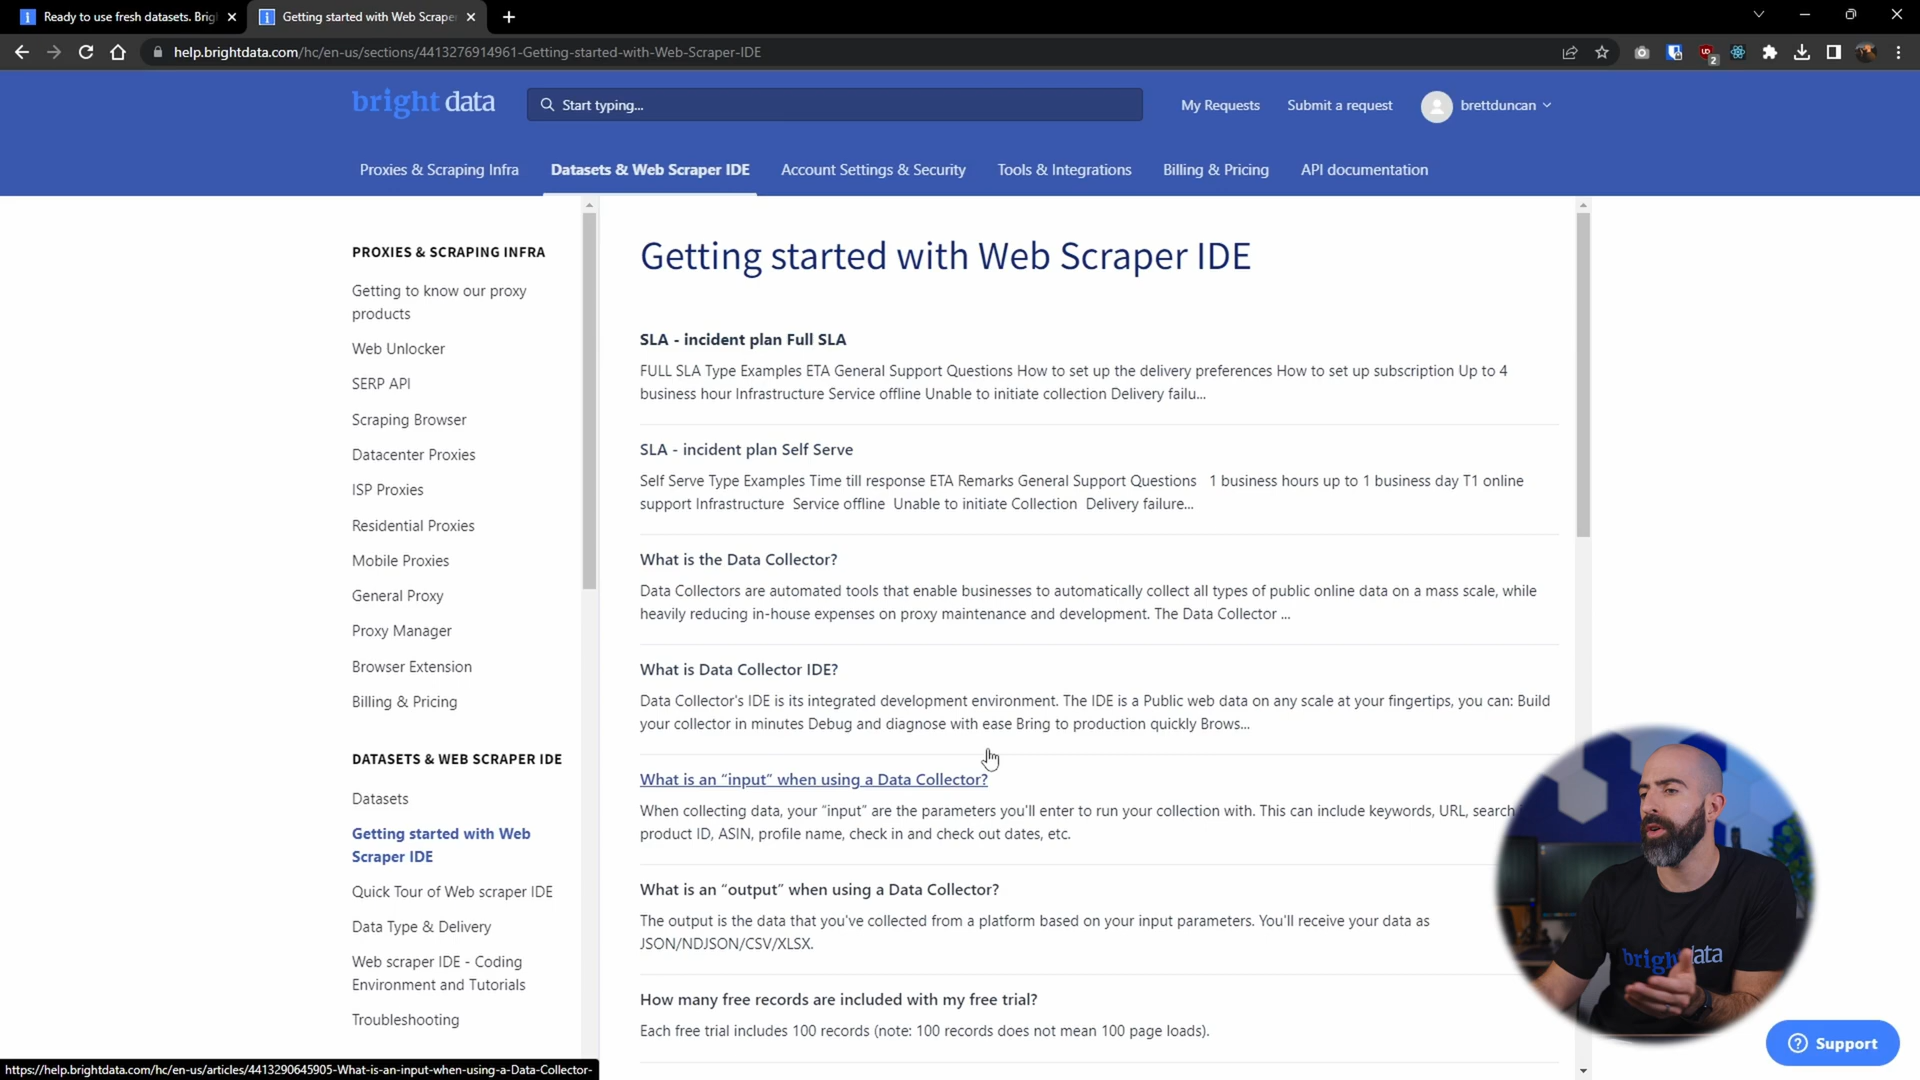 Ready to use fresh datasets. Brig
Getting started with Web Scrape
help.brightdata.com/hc/en-us/sections/4413276914961-Getting-started-with-Web-Scraper-IDE
2
bright data
Start typing...
My Requests
Submit a request
brettduncan
Proxies & Scraping Infra
Datasets & Web Scraper IDE
Account Settings & Security
Tools & Integrations
Billing & Pricing
API documentation
PROXIES & SCRAPING INFRA
Getting to know our proxy
products
Web Unlocker
SERP API
Scraping Browser
Datacenter Proxies
ISP Proxies
Residential Proxies
Mobile Proxies
General Proxy
Proxy Manager
Browser Extension
Billing & Pricing
DATASETS & WEB SCRAPER IDE
Datasets
Getting started with Web
Scraper IDE
Quick Tour of Web scraper IDE
Data Type & Delivery
Web scraper IDE - Coding
Environment and Tutorials
Troubleshooting
Getting started with Web Scraper IDE
SLA - incident plan Full SLA
FULL SLA Type Examples ETA General Support Questions How to set up the delivery preferences How to set up subscription Up to 4
business hour Infrastructure Service offline Unable to initiate collection Delivery failu...
SLA - incident plan Self Serve
Self Serve Type Examples Time till response ETA Remarks General Support Questions 1 business hours up to 1 business day T1 online
support Infrastructure Service offline Unable to initiate Collection Delivery failure...
What is the Data Collector?
Data Collectors are automated tools that enable businesses to automatically collect all types of public online data on a mass scale, while
heavily reducing in-house expenses on proxy maintenance and development. The Data Collector ...
What is Data Collector IDE?
Data Collector's IDE is its integrated development environment. The IDE is a Public web data on any scale at your fingertips, you can: Build
your collector in minutes Debug and diagnose with ease Bring to production quickly Brows...
What is an “input” when using a Data Collector?
When collecting data, your “input” are the parameters you'll enter to run your collection with. This can include keywords, URL, search
product ID, ASIN, profile name, check in and check out dates, etc.
What is an “output” when using a Data Collector?
The output is the data that you've collected from a platform based on your input parameters. You'll receive your data as
JSON/NDJSON/CSV/XLSX.
How many free records are included with my free trial?
Each free trial includes 100 records (note: 100 records does not mean 100 page loads).
bright data
Support
https://help.brightdata.com/hc/en-us/articles/4413290645905-What-is-an-input-when-using-a-Data-Collector-